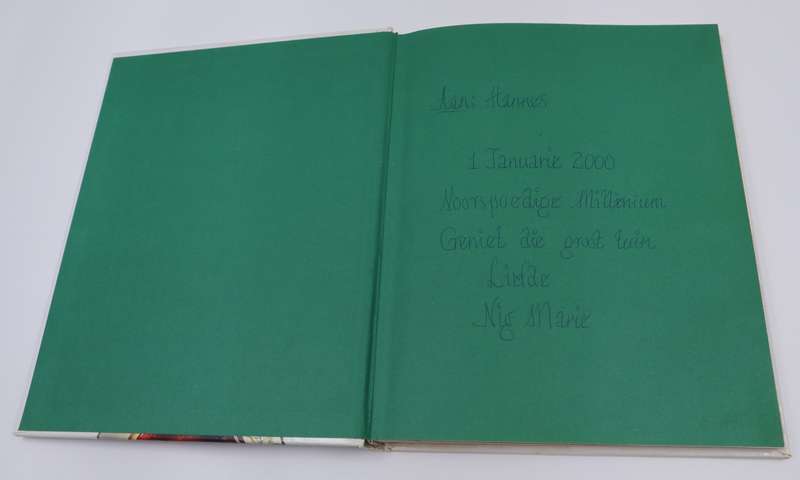 Aan: Hannes
1 Januarie 2000
Voorspoedige Millenium
Geniet die groot tuin
Liefde
Nig Marie